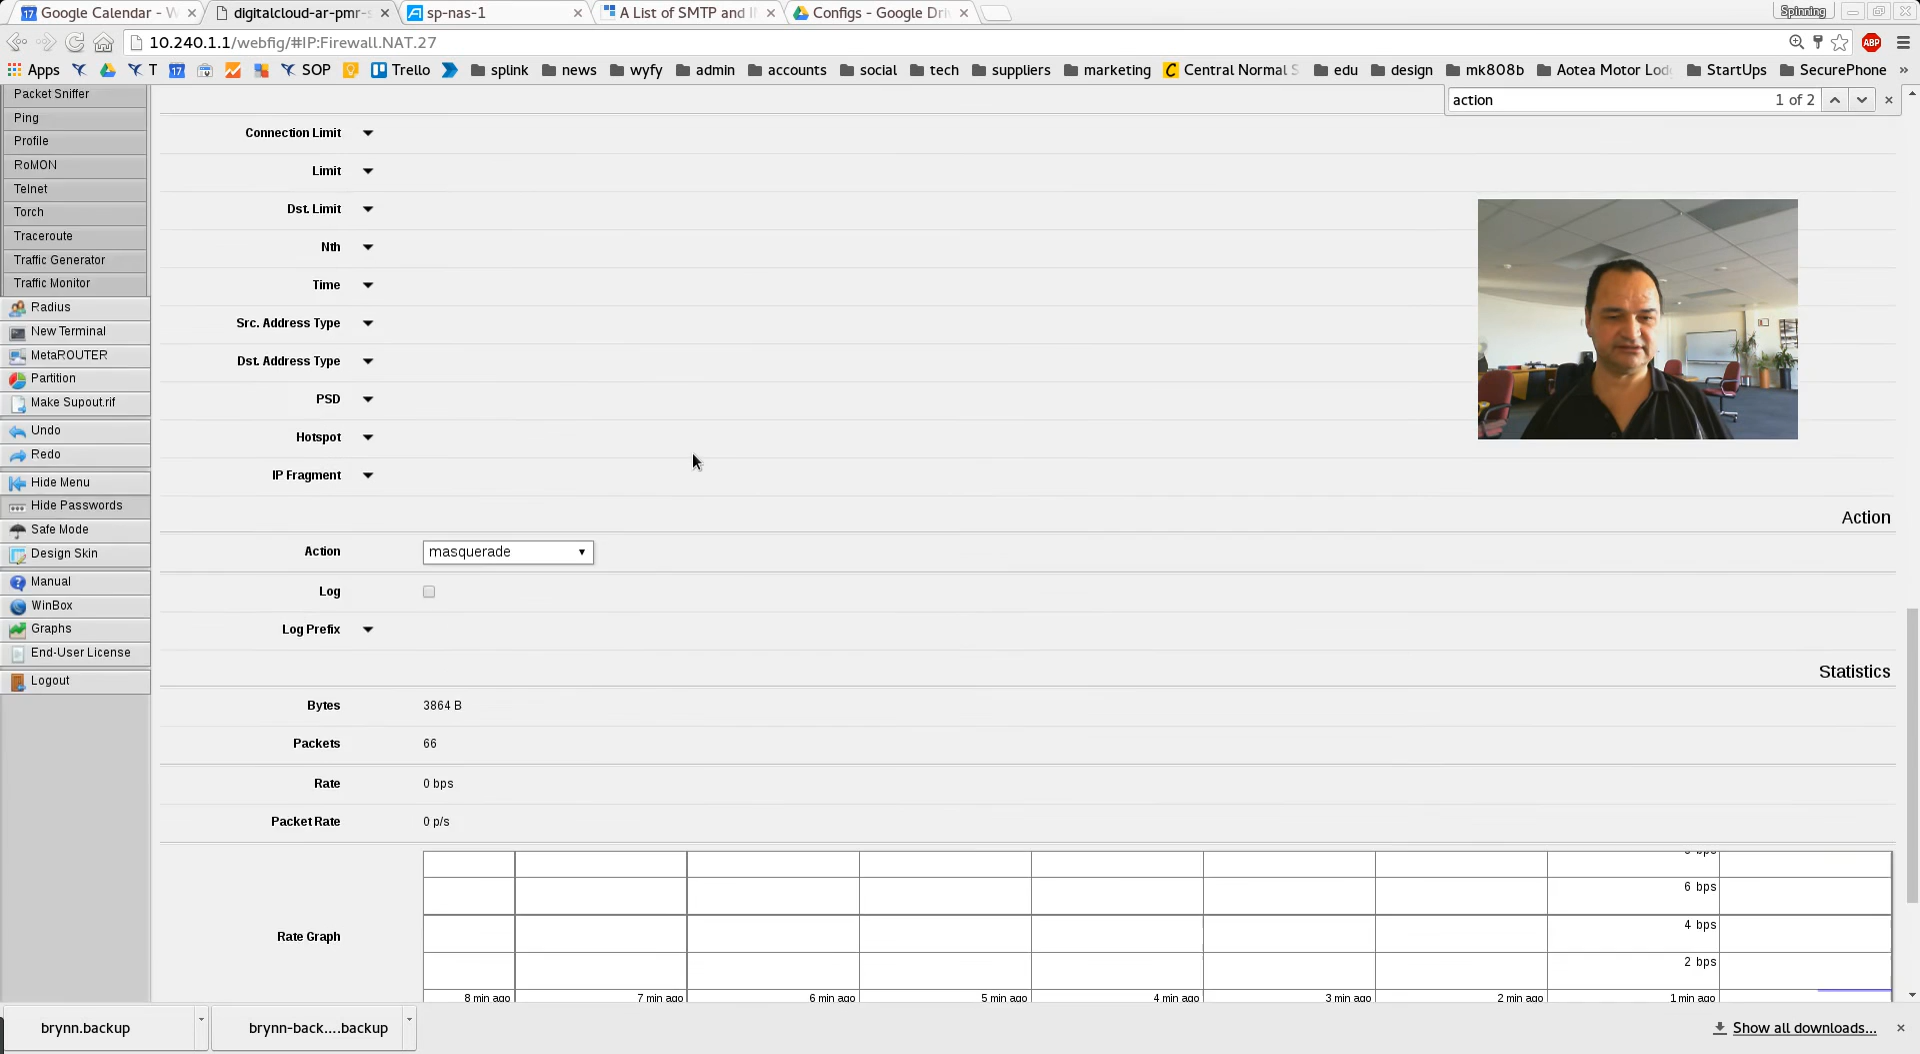 Google Calendar - W
digitalcloud-ar-pmr-s
sp-nas-1
A List of SMTP and I
Configs - Google Dri
Spinning
10.240.1.1/webfig/#IP:Firewall.NAT.27
ABP
Apps
T
17
SOP
Trello
splink
news
wyfy
admin
accounts
social
tech
suppliers
marketing
Central Normal S
edu
design
mk808b
Aotea Motor Lod
StartUps
SecurePhone
»
action
1 of 2
Packet Sniffer
Ping
Profile
RoMON
Telnet
Torch
Traceroute
Traffic Generator
Traffic Monitor
Radius
New Terminal
MetaROUTER
Partition
Make Supout.rif
Undo
Redo
Hide Menu
Hide Passwords
Safe Mode
Design Skin
Manual
WinBox
Graphs
End-User License
Logout
Connection Limit
Limit
Dst. Limit
Nth
Time
Src. Address Type
Dst. Address Type
PSD
Hotspot
IP Fragment
Action
Action masquerade
Log
Log Prefix
Statistics
Bytes 3864 B
Packets 66
Rate 0 bps
Packet Rate 0 p/s
Rate Graph
6 bps
4 bps
2 bps
8 min ago 7 min ago 6 min ago 5 min ago 4 min ago 3 min ago 2 min ago 1 min ago
brynn.backup
brynn-back....backup
Show all downloads...